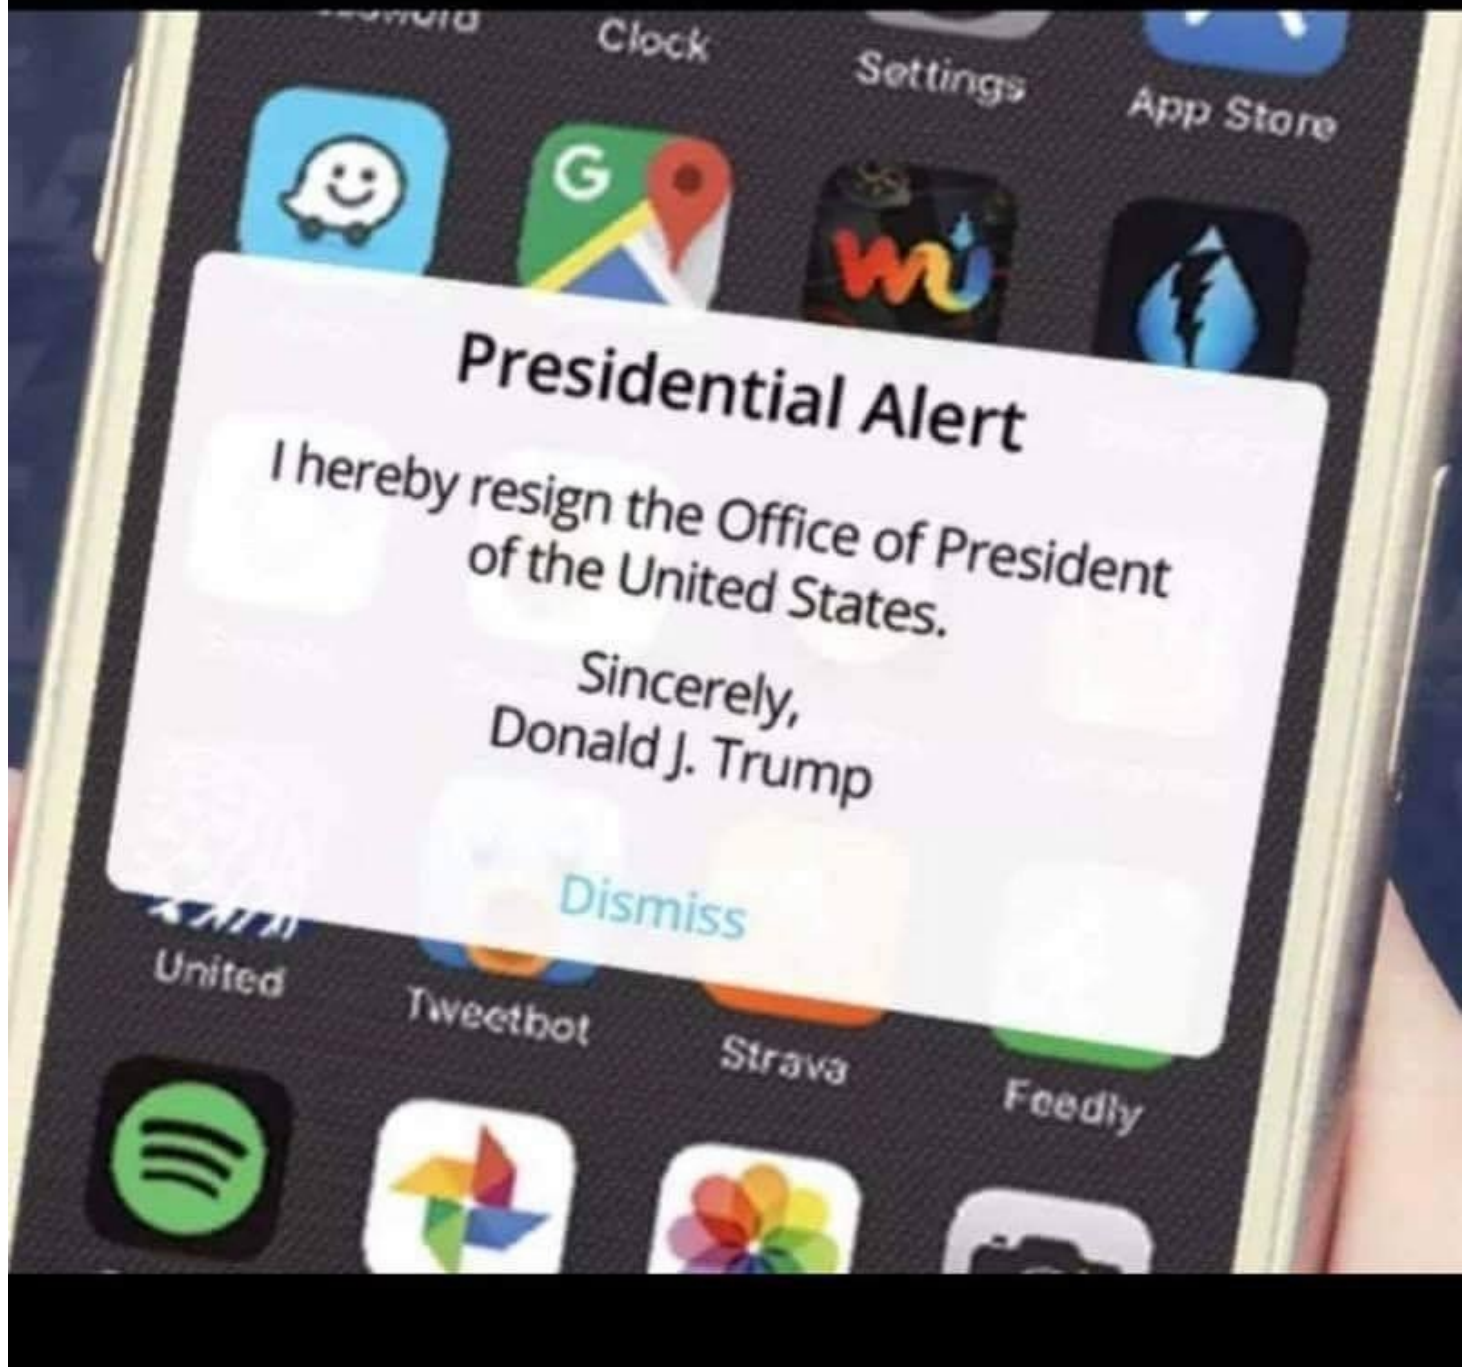 Clock
Settings
App Store
G
Presidential Alert
I hereby resign the Office of President
of the United States.
Sincerely,
Donald J. Trump
Dismiss
United
Tweetbot
Strava
Feedly